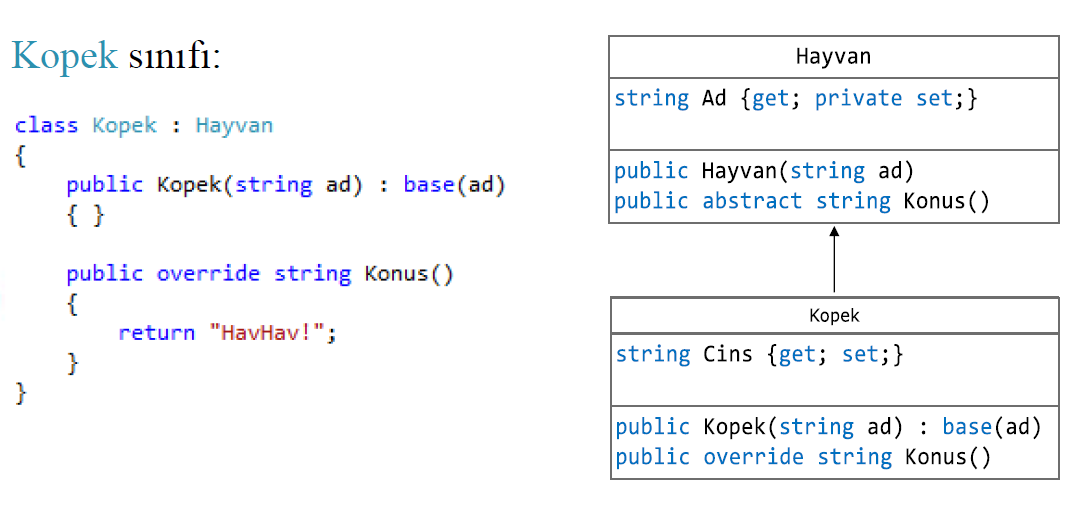 Kopek sınıfı:
class Kopek : Hayvan
{
public Kopek(string ad) : base(ad)
{ }
public override string Konus()
{
return "HavHav!";
}
}
Hayvan
string Ad {get; private set;}
public Hayvan(string ad)
public abstract string Konus()
Kopek
string Cins {get; set;}
public Kopek(string ad) : base(ad)
public override string Konus()